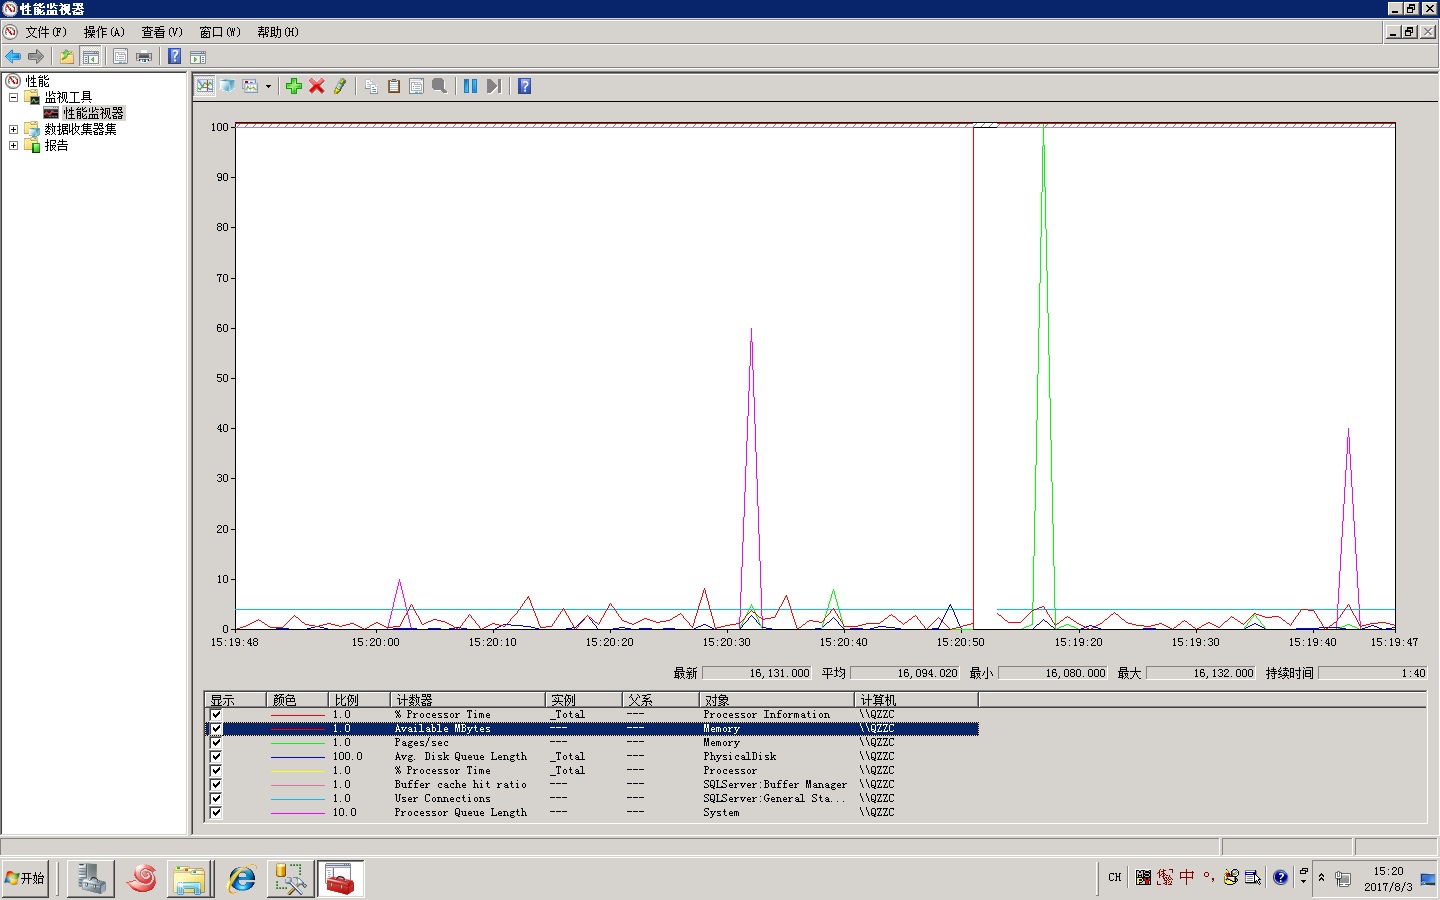 性能监视器
文件(F) 操作(A) 查看(V) 窗口(W) 帮助(H)
性能
监视工具
性能监视器
数据收集器集
报告
100
90
80
70
60
50
40
30
20
10
0
15:19:48 15:20:00 15:20:10 15:20:20 15:20:30 15:20:40 15:20:50 15:19:20 15:19:30 15:19:40 15:19:47
最新 16,131.000 平均 16,094.020 最小 16,080.000 最大 16,132.000 持续时间 1:40
显示 颜色 比例 计数器 实例 父系 对象 计算机
1.0 % Processor Time _Total --- Processor Information \\QZZC
1.0 Available MBytes --- --- Memory \\QZZC
1.0 Pages/sec --- --- Memory \\QZZC
100.0 Avg. Disk Queue Length _Total --- PhysicalDisk \\QZZC
1.0 % Processor Time _Total --- Processor \\QZZC
1.0 Buffer cache hit ratio --- --- SQLServer:Buffer Manager \\QZZC
1.0 User Connections --- --- SQLServer:General Sta... \\QZZC
10.0 Processor Queue Length --- --- System \\QZZC
开始 CH 中 15:20
2017/8/3